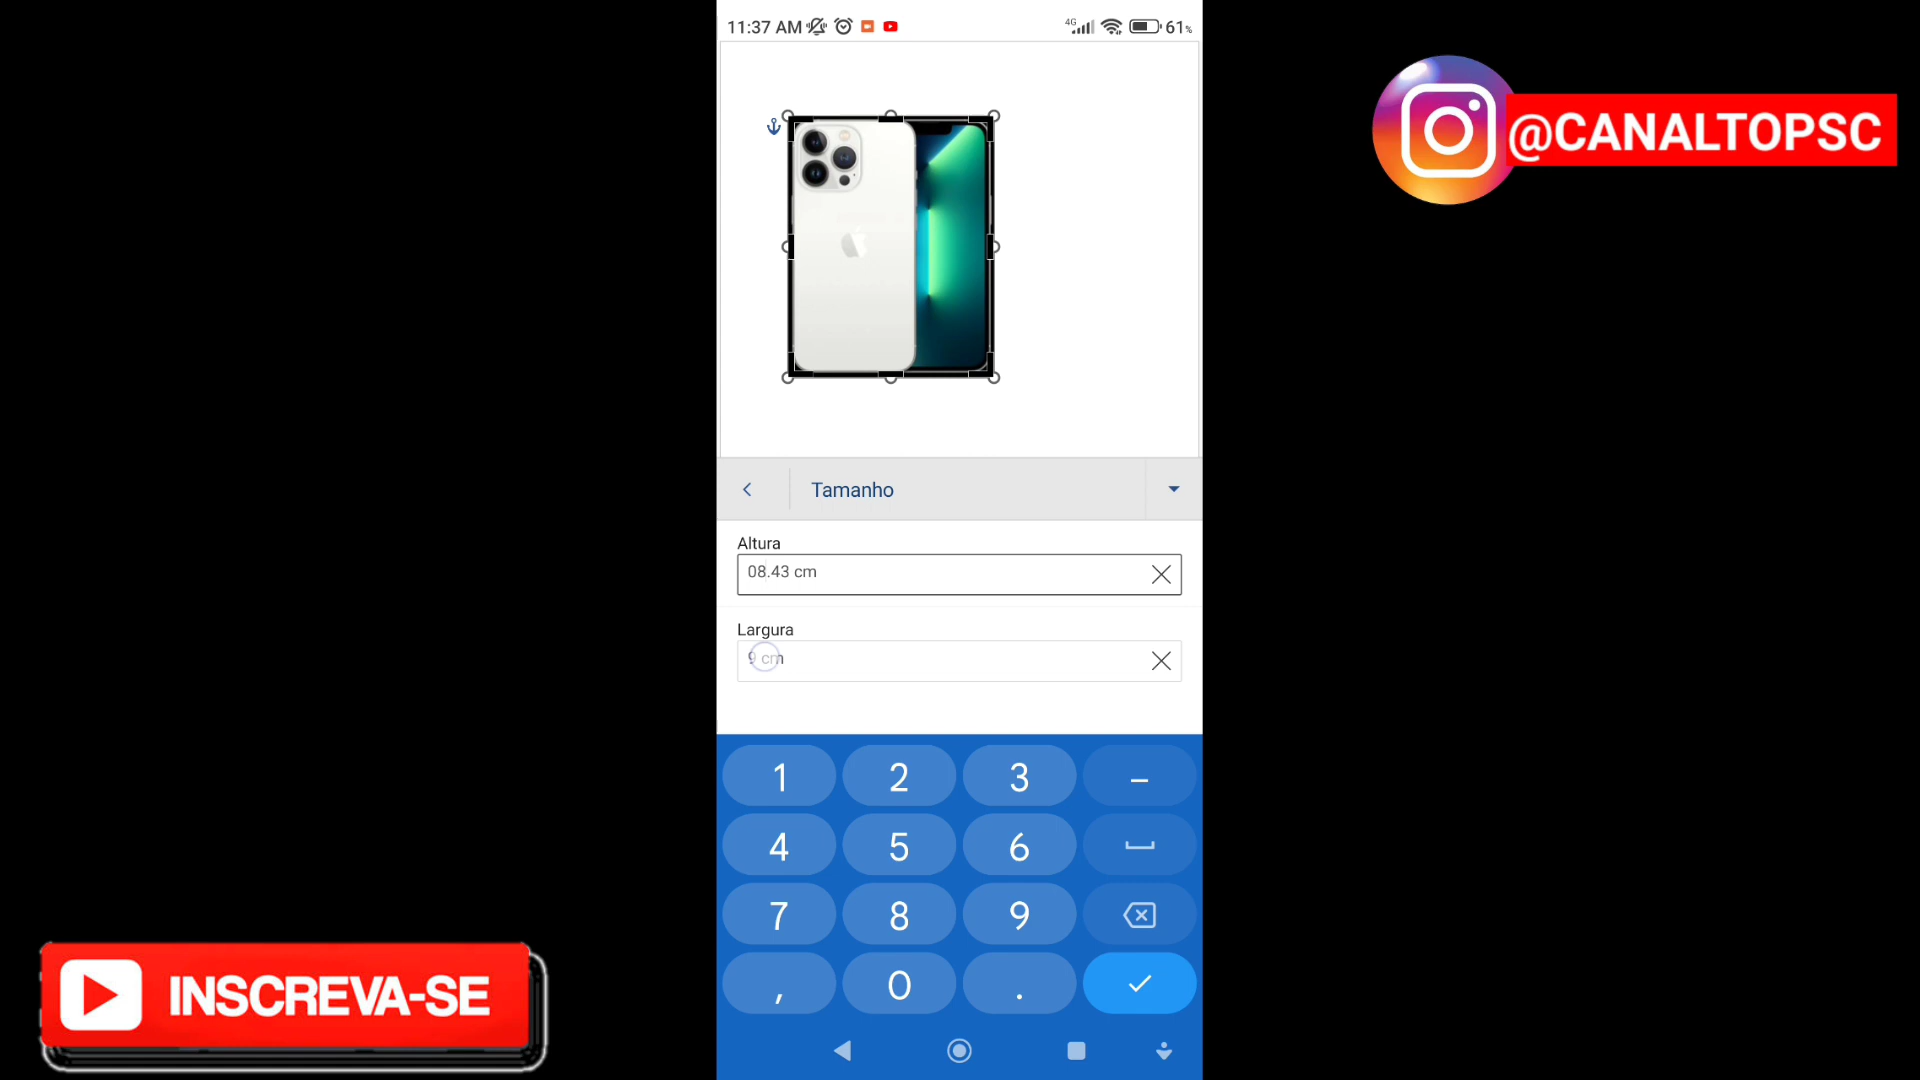 11:37 AM
4G
61%
@CANALTOPSC
Tamanho
Altura
08.43 cm
Largura
9 cm
1 2 3 –
4 5 6
7 8 9
, 0 .
INSCREVA-SE